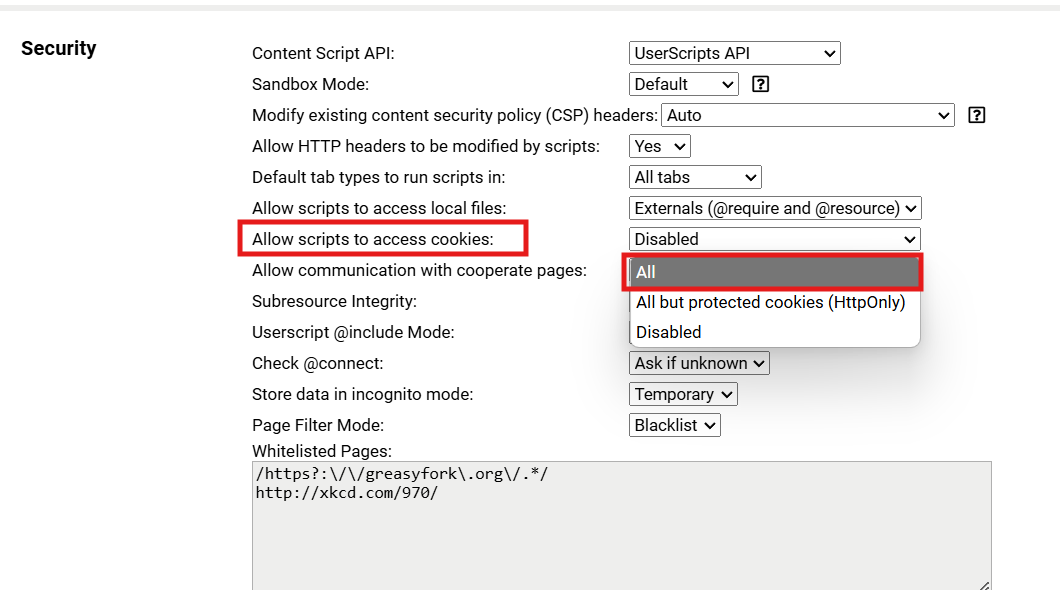 Security
Content Script API: UserScripts API
Sandbox Mode: Default ?
Modify existing content security policy (CSP) headers: Auto ?
Allow HTTP headers to be modified by scripts: Yes
Default tab types to run scripts in: All tabs
Allow scripts to access local files: Externals (@require and @resource)
Allow scripts to access cookies: Disabled
Allow communication with cooperate pages: All
Subresource Integrity: All but protected cookies (HttpOnly)
Userscript @include Mode: Disabled
Check @connect: Ask if unknown
Store data in incognito mode: Temporary
Page Filter Mode: Blacklist
Whitelisted Pages:
/https?:\/\/greasyfork\.org\/.*/
http://xkcd.com/970/